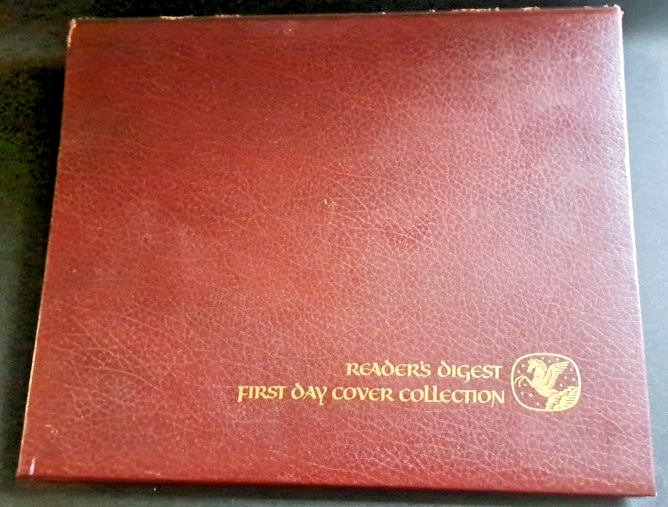 READER'S DIGEST
FIRST DAY COVER COLLECTION